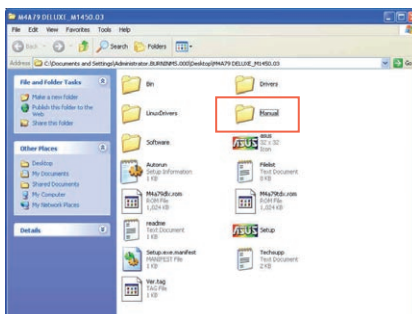 M4A79 DELUXE_M1450.03
File Edit View Favorites Tools Help
Back Search Folders
Address C:\Documents and Settings\Administrator.BURNINMS.000\Desktop\M4A79 DELUXE_M1450.03 Go
File and Folder Tasks
Make a new folder
Publish this folder to the Web
Share this folder
Other Places
Desktop
My Documents
Shared Documents
My Computer
My Network Places
Details
Bin
Drivers
LinuxDrivers
Manual
Software
asus
32 x 32
Icon
Autorun
Setup Information
1 KB
Filelist
Text Document
M4a79dx.rom
ROM File
1,024 KB
ROM File
1,024 KB
readme
Text Document
1 KB
ASUS Setup
Setup.exe.manifest
MANIFEST File
1 KB
Techsupp
Text Document
2 KB
Ver.tag
TAG File
1 KB